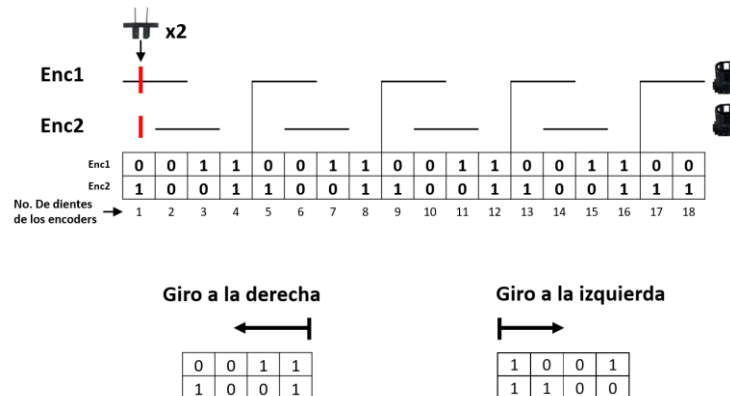 x2
Enc1
Enc2
Enc1 0 0 1 1 0 0 1 1 0 0 1 1 0 0 1 1 0 0
Enc2 1 0 0 1 1 0 0 1 1 0 0 1 1 0 0 1 1 1
No. De dientes
de los encoders 1 2 3 4 5 6 7 8 9 10 11 12 13 14 15 16 17 18
Giro a la derecha Giro a la izquierda
0 0 1 1 1 0 0 1
1 0 0 1 1 1 0 0